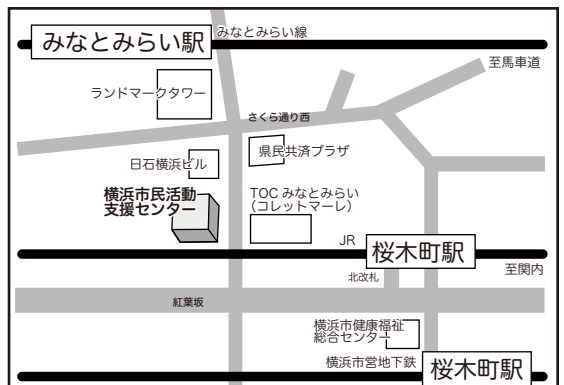 みなとみらい駅
みなとみらい線
至馬車道
ランドマークタワー
さくら通り西
県民共済プラザ
日石横浜ビル
横浜市民活動
支援センター
TOC みなとみらい
（コレットマーレ）
JR
桜木町駅
至関内
北改札
紅葉坂
横浜市健康福祉
総合センター
横浜市営地下鉄
桜木町駅